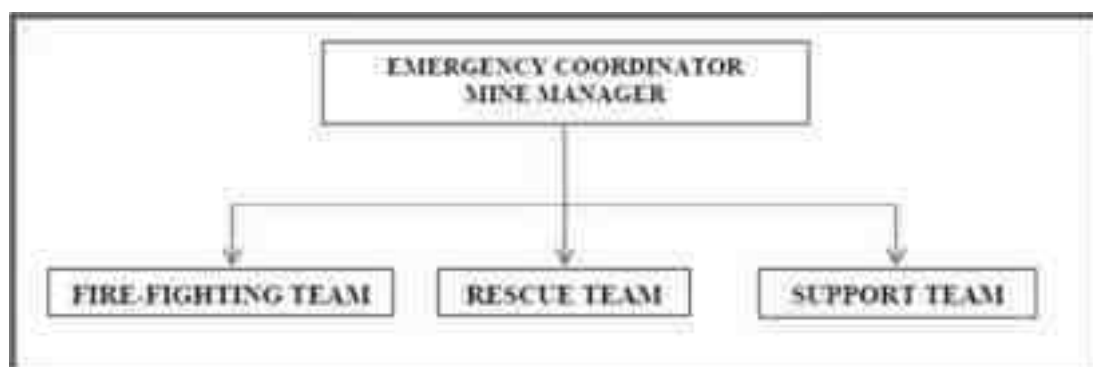 EMERGENCY COORDINATOR
MINE MANAGER
FIRE-FIGHTING TEAM
RESCUE TEAM
SUPPORT TEAM